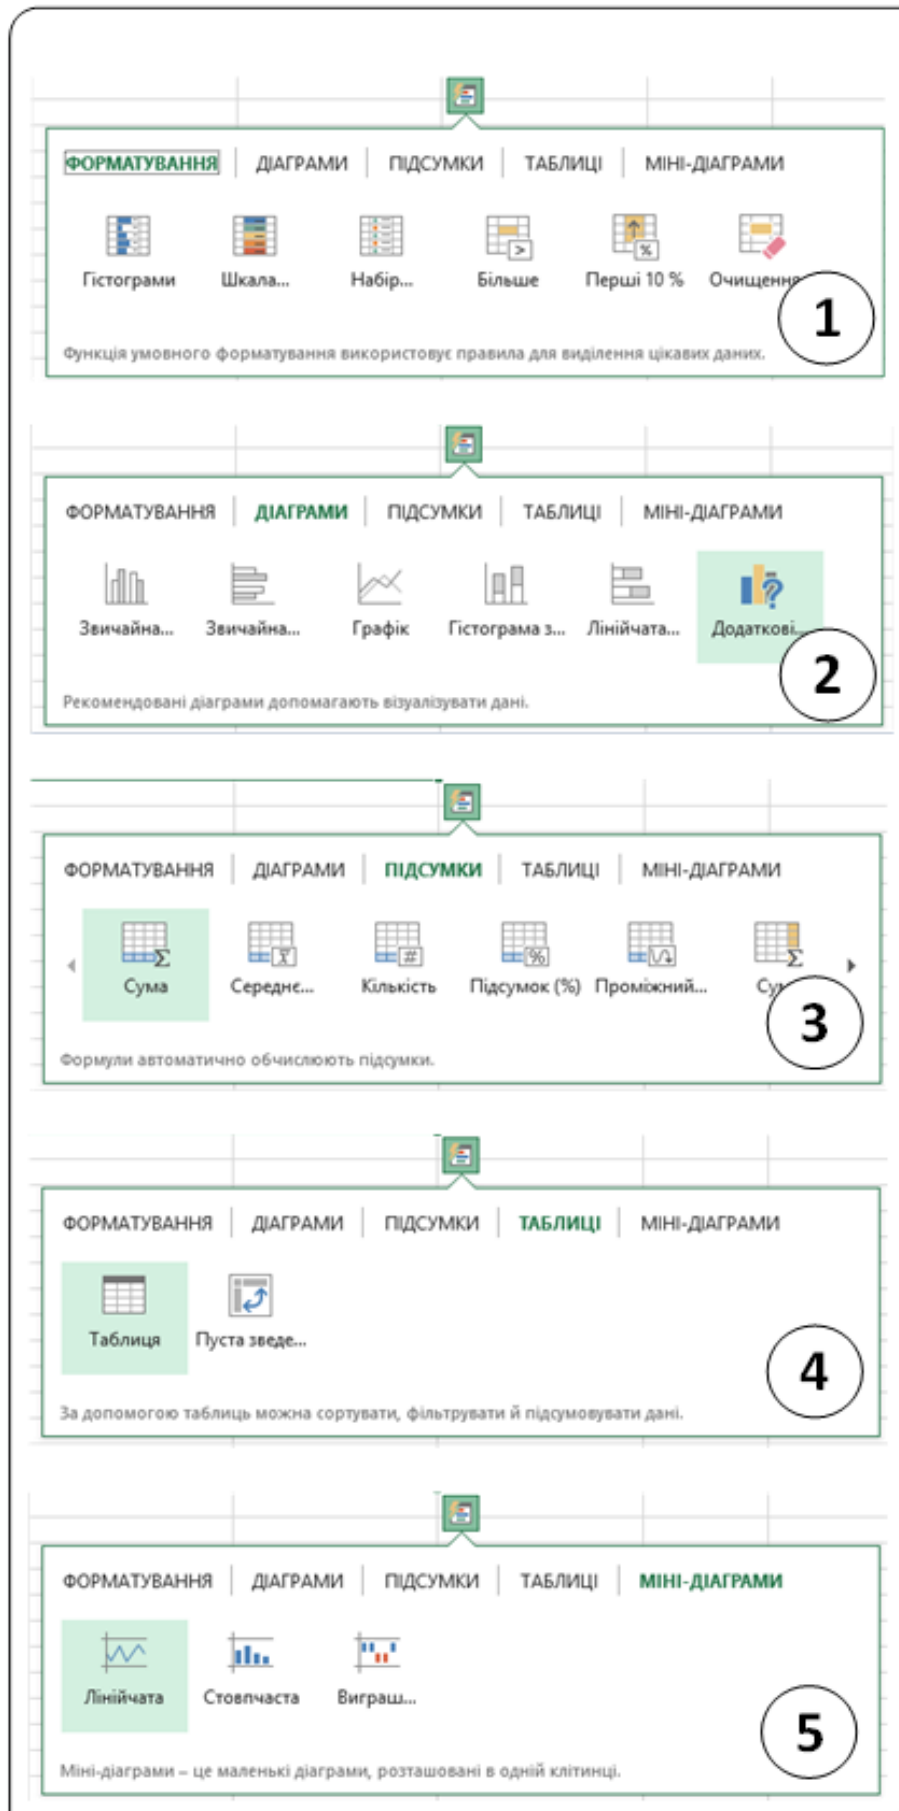 ФОРМАТУВАННЯ ДІАГРАМИ ПІДСУМКИ ТАБЛИЦІ МІНІ-ДІАГРАМИ
Гістограми Шкала... Набір... Більше Перші 10 % Очищення
1
Функція умовного форматування використовує правила для виділення цікавих даних.
ФОРМАТУВАННЯ ДІАГРАМИ ПІДСУМКИ ТАБЛИЦІ МІНІ-ДІАГРАМИ
Звичайна... Звичайна... Графік Гістограма з... Лінійчата... Додаткові...
2
Рекомендовані діаграми допомагають візуалізувати дані.
ФОРМАТУВАННЯ ДІАГРАМИ ПІДСУМКИ ТАБЛИЦІ МІНІ-ДІАГРАМИ
Сума Середнє... Кількість Підсумок (%) Проміжний...
3
Формули автоматично обчислюють підсумки.
ФОРМАТУВАННЯ ДІАГРАМИ ПІДСУМКИ ТАБЛИЦІ МІНІ-ДІАГРАМИ
Таблиця Пуста зведе...
4
За допомогою таблиць можна сортувати, фільтрувати й підсумовувати дані.
ФОРМАТУВАННЯ ДІАГРАМИ ПІДСУМКИ ТАБЛИЦІ МІНІ-ДІАГРАМИ
Лінійчата Стовпчаста Виграш...
5
Міні-діаграми – це маленькі діаграми, розташовані в одній клітинці.